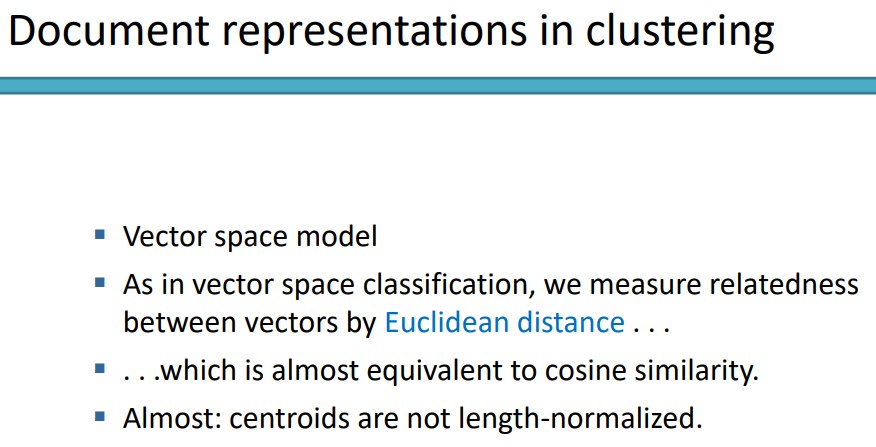 Document representations in clustering
▪ Vector space model
▪ As in vector space classification, we measure relatedness
between vectors by Euclidean distance . . .
▪ . . .which is almost equivalent to cosine similarity.
▪ Almost: centroids are not length-normalized.